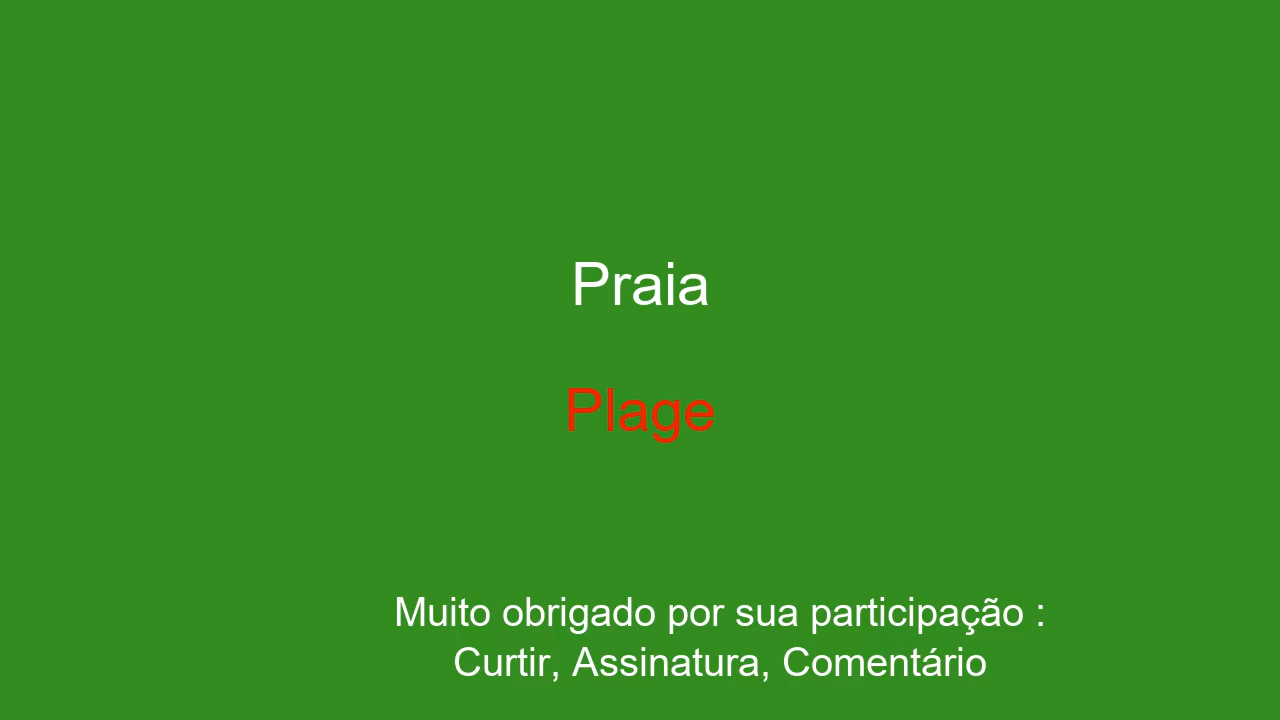 Praia
Plage
Muito obrigado por sua participação :
Curtir, Assinatura, Comentário